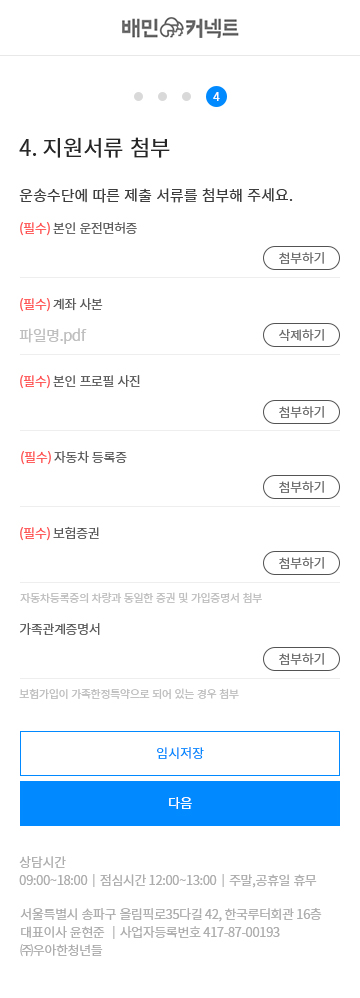 배민커넥트
4
4. 지원서류 첨부
운송수단에 따른 제출 서류를 첨부해 주세요.
(필수) 본인 운전면허증
첨부하기
(필수) 계좌 사본
파일명.pdf
삭제하기
(필수) 본인 프로필 사진
첨부하기
(필수) 자동차 등록증
첨부하기
(필수) 보험증권
첨부하기
자동차등록증의 차량과 동일한 증권 및 가입증명서 첨부
가족관계증명서
첨부하기
보험가입이 가족한정특약으로 되어 있는 경우 첨부
임시저장
다음
상담시간
09:00~18:00 | 점심시간 12:00~13:00 | 주말,공휴일 휴무
서울특별시 송파구 올림픽로35다길 42, 한국루터회관 16층
대표이사 윤현준 | 사업자등록번호 417-87-00193
㈜우아한청년들